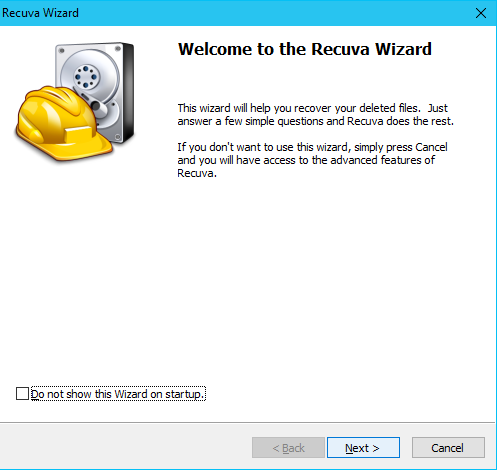 Recuva Wizard
Welcome to the Recuva Wizard
This wizard will help you recover your deleted files.  Just
answer a few simple questions and Recuva does the rest.
If you don't want to use this wizard, simply press Cancel
and you will have access to the advanced features of
Recuva.
Do not show this Wizard on startup.
< Back
Next >
Cancel